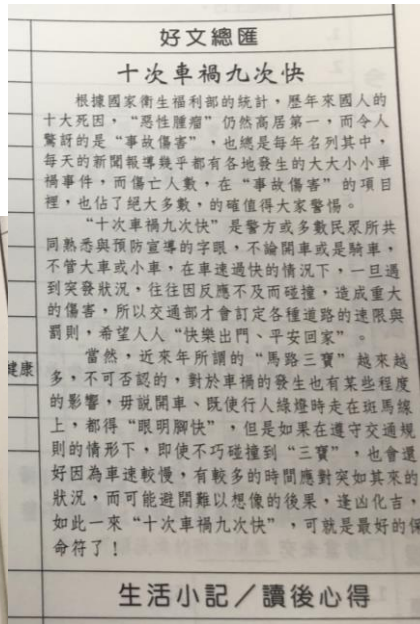 好文總匯
十次車禍九次快
根據國家衛生福利部的統計，歷年來國人的
十大死因，“惡性腫瘤”仍然高居第一，而令人
驚訝的是“事故傷害”，也總是每年名列其中，
每天的新聞報導幾乎都有各地發生的大大小小車
禍事件，而傷亡人數，在“事故傷害”的項目
裡，也佔了絕大多數，的確值得大家警惕。
“十次車禍九次快”是警方或多數民眾所共
同熟悉與預防宣導的字眼，不論開車或是騎車，
不管大車或小車，在車速過快的情況下，一旦遇
到突發狀況，往往因反應不及而碰撞，造成重大
的傷害，所以交通部才會訂定各種道路的速限與
罰則，希望人人“快樂出門、平安回家”。
當然，近來年所謂的“馬路三寶”越來越
多，不可否認的，對於車禍的發生也有某些程度
的影響，毋說開車、既使行人綠燈時走在斑馬線
上，都得“眼明腳快”，但是如果在遵守交通規
則的情形下，即使不巧碰撞到“三寶”，也會還
好因為車速較慢，有較多的時間應對突如其來的
狀況，而可能避開難以想像的後果，逢凶化吉，
如此一來“十次車禍九次快”，可就是最好的保
命符了！
生活小記／讀後心得
健康